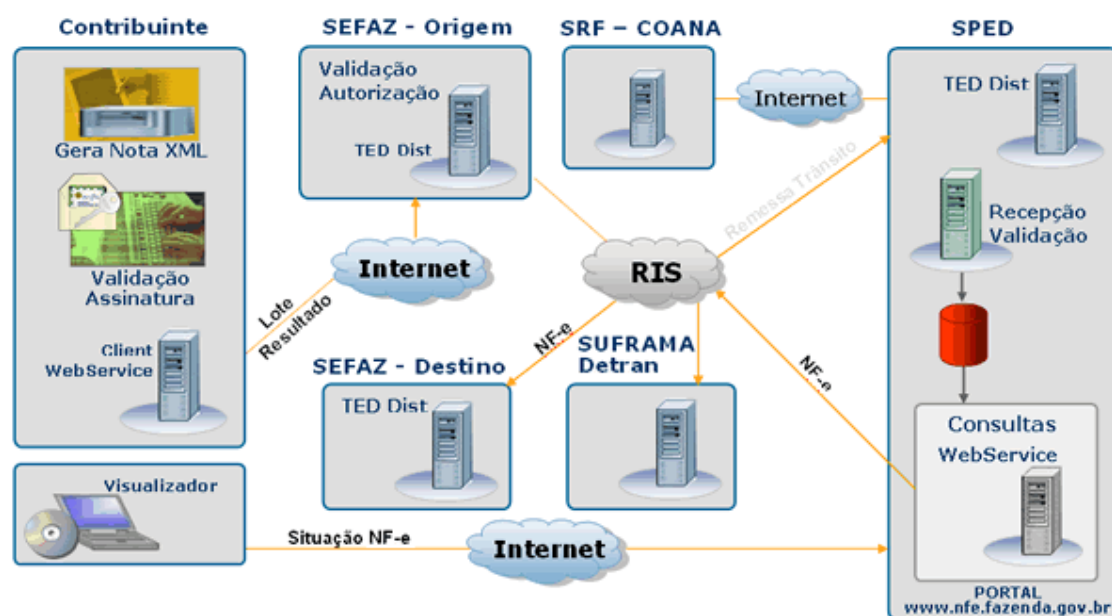 Contribuinte
Gera Nota XML
Validação
Assinatura
Client
WebService
Visualizador
SEFAZ - Origem
Validação
Autorização
TED Dist
SRF – COANA
Internet
SPED
TED Dist
Recepção
Validação
Remessa Trânsito
Internet
RIS
Lote
Resultado
NF-e
SEFAZ - Destino
TED Dist
SUFRAMA
Detran
NF-e
Consultas
WebService
Situação NF-e
Internet
PORTAL
www.nfe.fazenda.gov.br